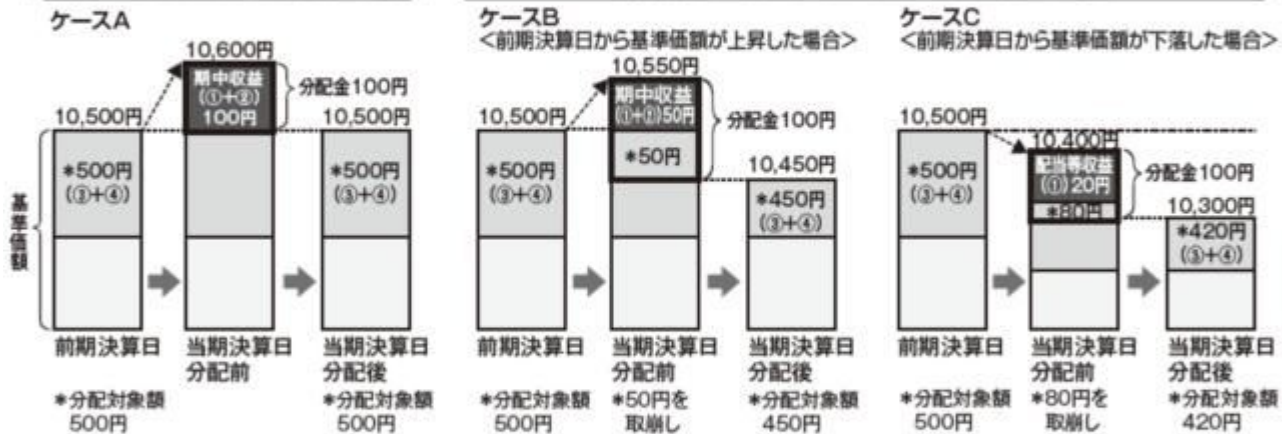 ケースA
10,600円
期中収益
(①+②)
100円
分配金100円
10,500円
10,500円
*500円
(③+④)
*500円
(③+④)
基準価額
前期決算日
当期決算日
分配前
当期決算日
分配後
*分配対象額
500円
*分配対象額
500円
ケースB
<前期決算日から基準価額が上昇した場合>
10,550円
期中収益
(①+②)50円
*50円
分配金100円
10,500円
10,450円
*500円
(③+④)
*450円
(③+④)
前期決算日
当期決算日
分配前
当期決算日
分配後
*分配対象額
500円
*50円を
取崩し
*分配対象額
450円
ケースC
<前期決算日から基準価額が下落した場合>
10,500円
10,400円
配当等収益
(①)20円
*80円
分配金100円
10,300円
*500円
(③+④)
*420円
(③+④)
前期決算日
当期決算日
分配前
当期決算日
分配後
*分配対象額
500円
*80円を
取崩し
*分配対象額
420円